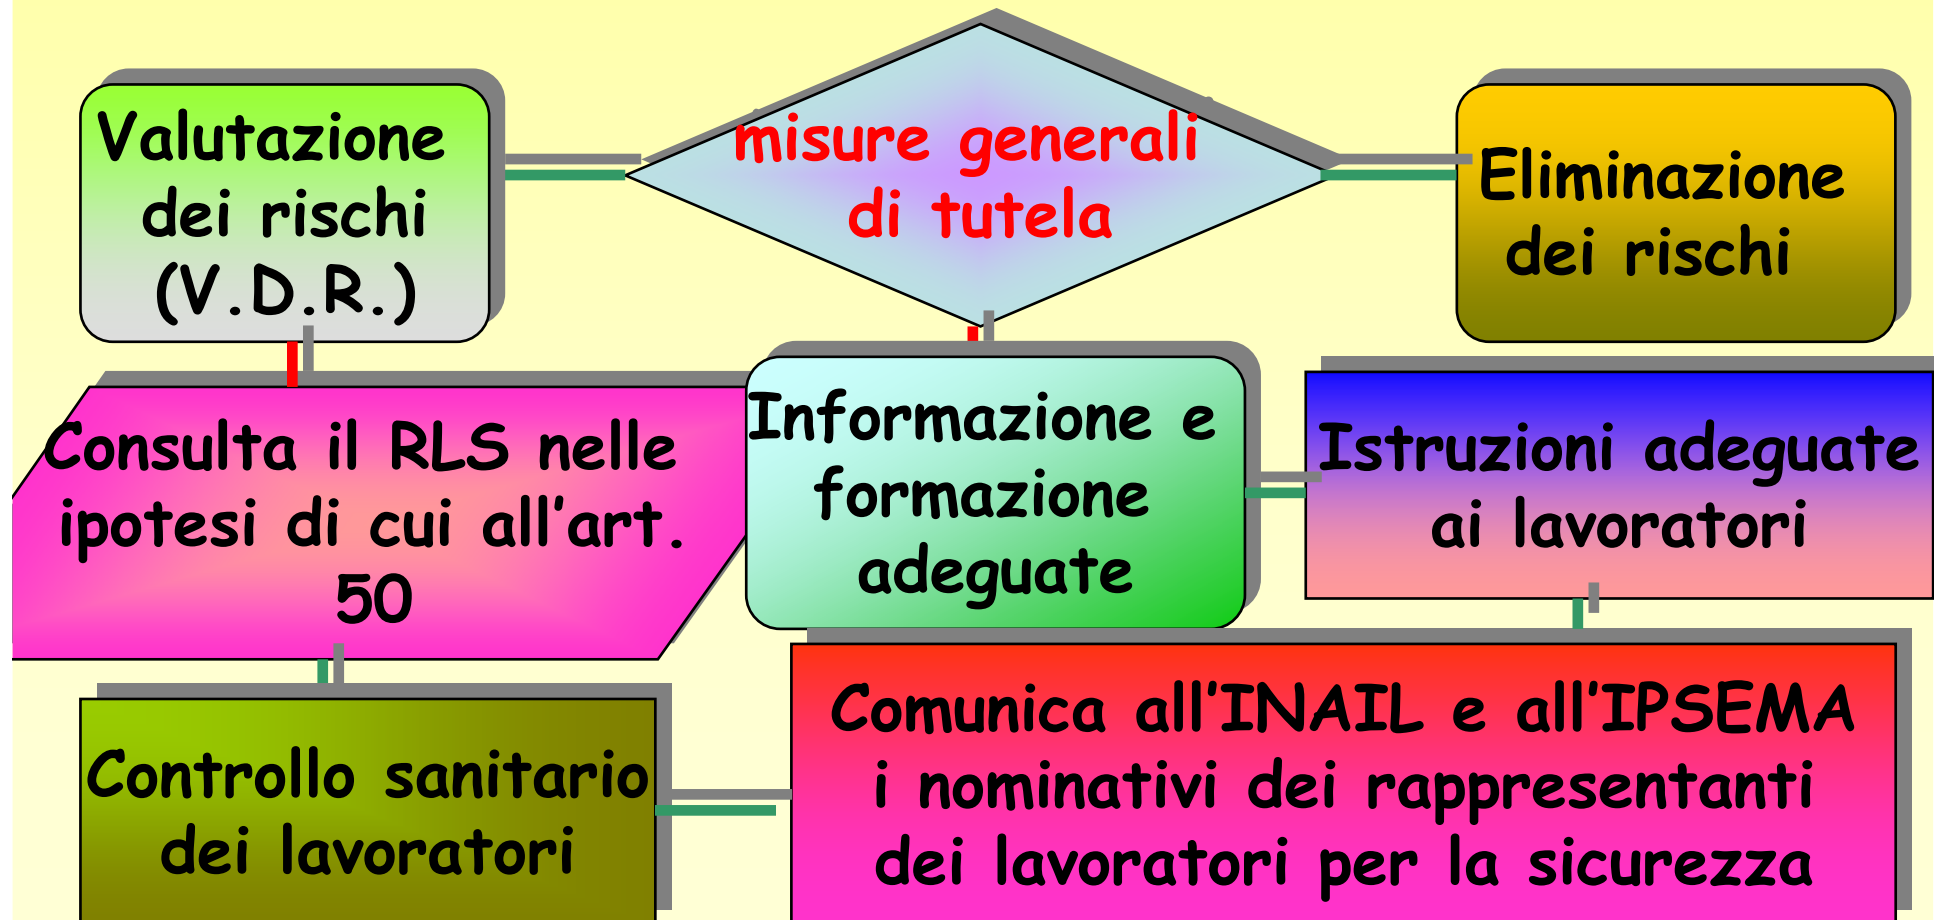 Valutazione
dei rischi
(V.D.R.)
misure generali
di tutela
Eliminazione
dei rischi
Consulta il RLS nelle
ipotesi di cui all’art.
50
Informazione e
formazione
adeguate
Istruzioni adeguate
ai lavoratori
Controllo sanitario
dei lavoratori
Comunica all’INAIL e all’IPSEMA
i nominativi dei rappresentanti
dei lavoratori per la sicurezza